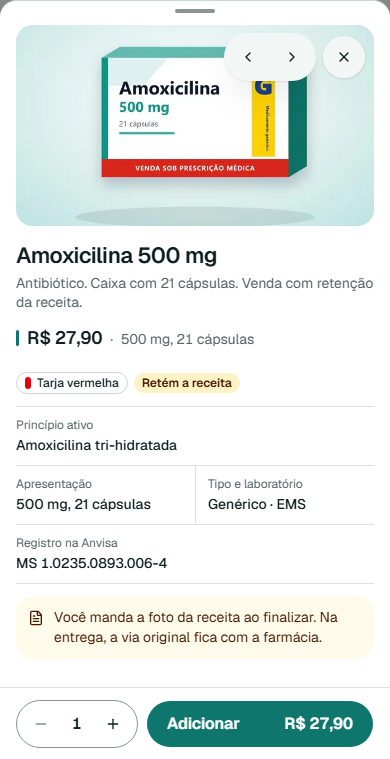 Amoxicilina
500 mg
21 cápsulas
G
Medicamento genérico
VENDA SOB PRESCRIÇÃO MÉDICA
Amoxicilina 500 mg
Antibiótico. Caixa com 21 cápsulas. Venda com retenção
da receita.
R$ 27,90 · 500 mg, 21 cápsulas
Tarja vermelha
Retém a receita
Princípio ativo
Amoxicilina tri-hidratada
Apresentação
500 mg, 21 cápsulas
Tipo e laboratório
Genérico · EMS
Registro na Anvisa
MS 1.0235.0893.006-4
Você manda a foto da receita ao finalizar. Na
entrega, a via original fica com a farmácia.
− 1 +
Adicionar R$ 27,90